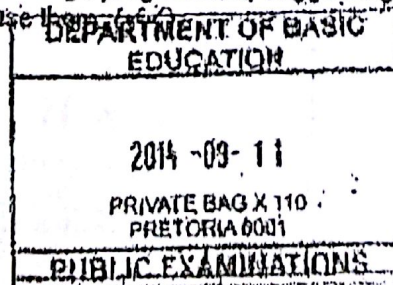 DEPARTMENT OF BASIC
EDUCATION
2014 -09- 11
PRIVATE BAG X 110
PRETORIA 0001
PUBLIC EXAMINATIONS